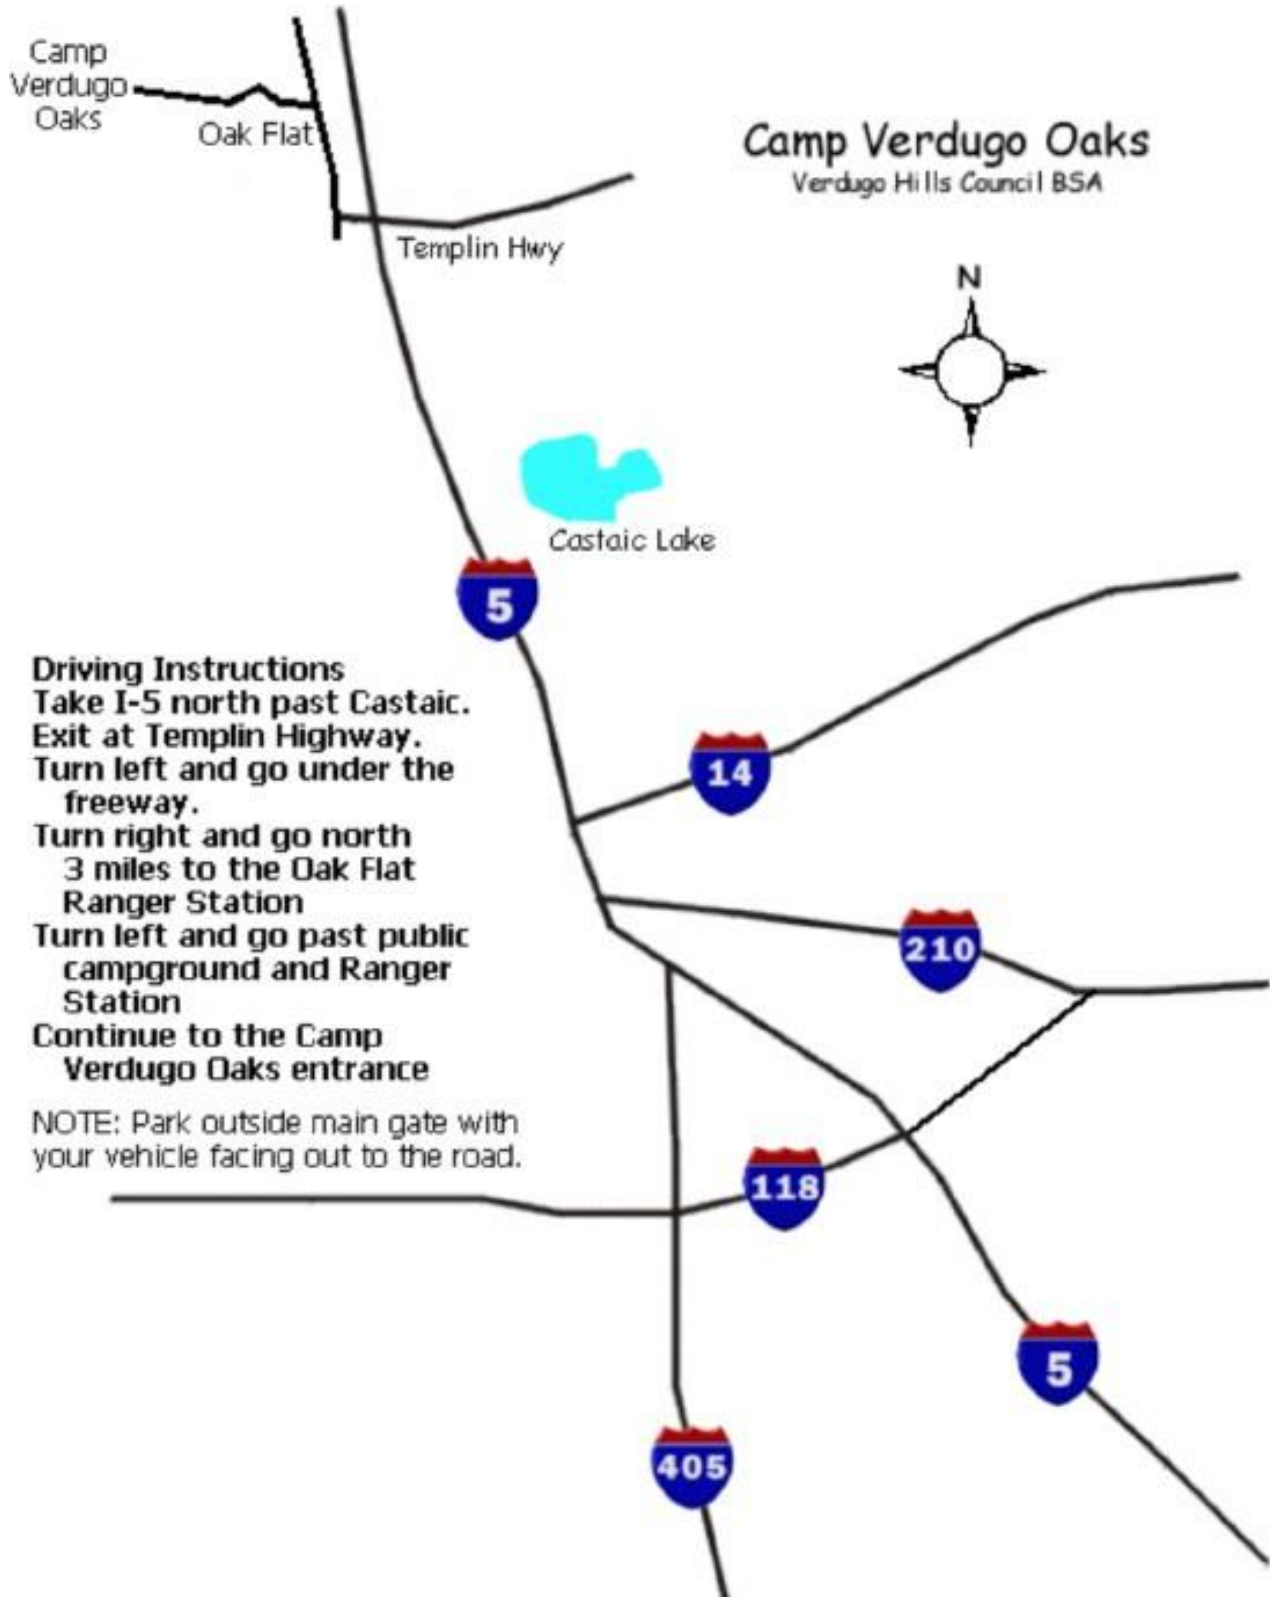 Camp
Verdugo
Oaks
Oak Flat
Camp Verdugo Oaks
Verdugo Hills Council BSA
Templin Hwy
N
Castaic Lake
5
Driving Instructions
Take I-5 north past Castaic.
Exit at Templin Highway.
Turn left and go under the
freeway.
Turn right and go north
3 miles to the Oak Flat
Ranger Station
Turn left and go past public
campground and Ranger
Station
Continue to the Camp
Verdugo Oaks entrance
NOTE: Park outside main gate with
your vehicle facing out to the road.
14
210
118
5
405